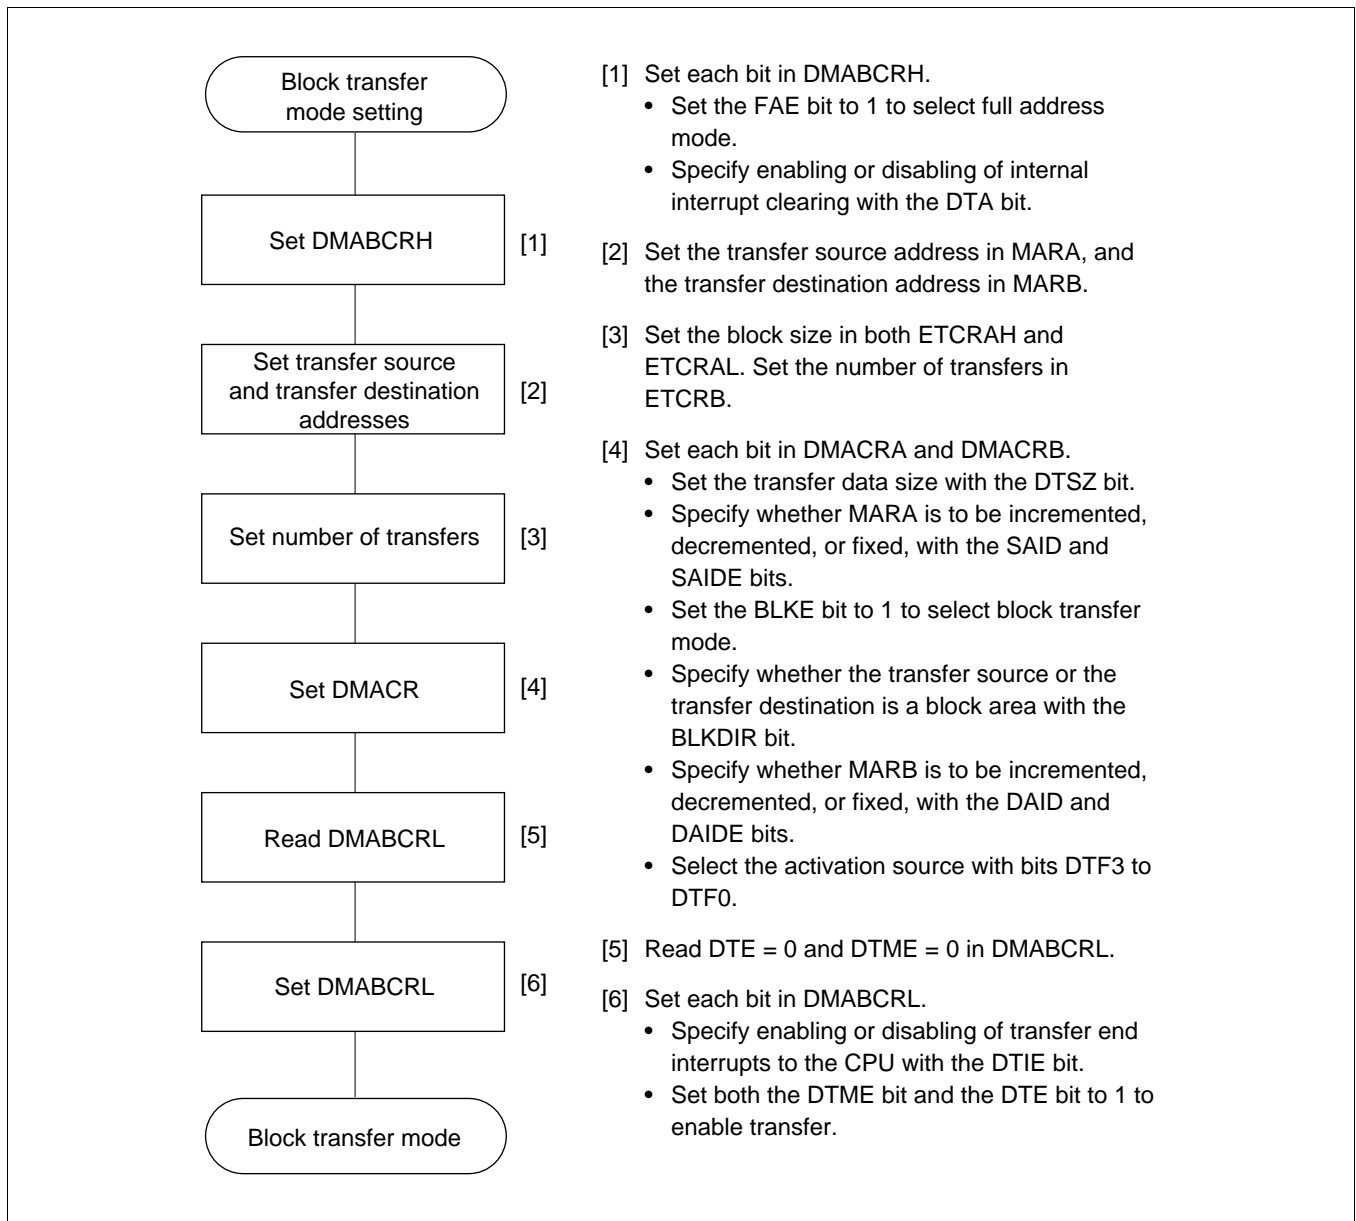 Block transfer
mode setting
Set DMABCRH
[1]
Set transfer source
and transfer destination
addresses
[2]
Set number of transfers
[3]
Set DMACR
[4]
Read DMABCRL
[5]
Set DMABCRL
[6]
Block transfer mode
[1] Set each bit in DMABCRH.
• Set the FAE bit to 1 to select full address
mode.
• Specify enabling or disabling of internal
interrupt clearing with the DTA bit.
[2] Set the transfer source address in MARA, and
the transfer destination address in MARB.
[3] Set the block size in both ETCRAH and
ETCRAL. Set the number of transfers in
ETCRB.
[4] Set each bit in DMACRA and DMACRB.
• Set the transfer data size with the DTSZ bit.
• Specify whether MARA is to be incremented,
decremented, or fixed, with the SAID and
SAIDE bits.
• Set the BLKE bit to 1 to select block transfer
mode.
• Specify whether the transfer source or the
transfer destination is a block area with the
BLKDIR bit.
• Specify whether MARB is to be incremented,
decremented, or fixed, with the DAID and
DAIDE bits.
• Select the activation source with bits DTF3 to
DTF0.
[5] Read DTE = 0 and DTME = 0 in DMABCRL.
[6] Set each bit in DMABCRL.
• Specify enabling or disabling of transfer end
interrupts to the CPU with the DTIE bit.
• Set both the DTME bit and the DTE bit to 1 to
enable transfer.